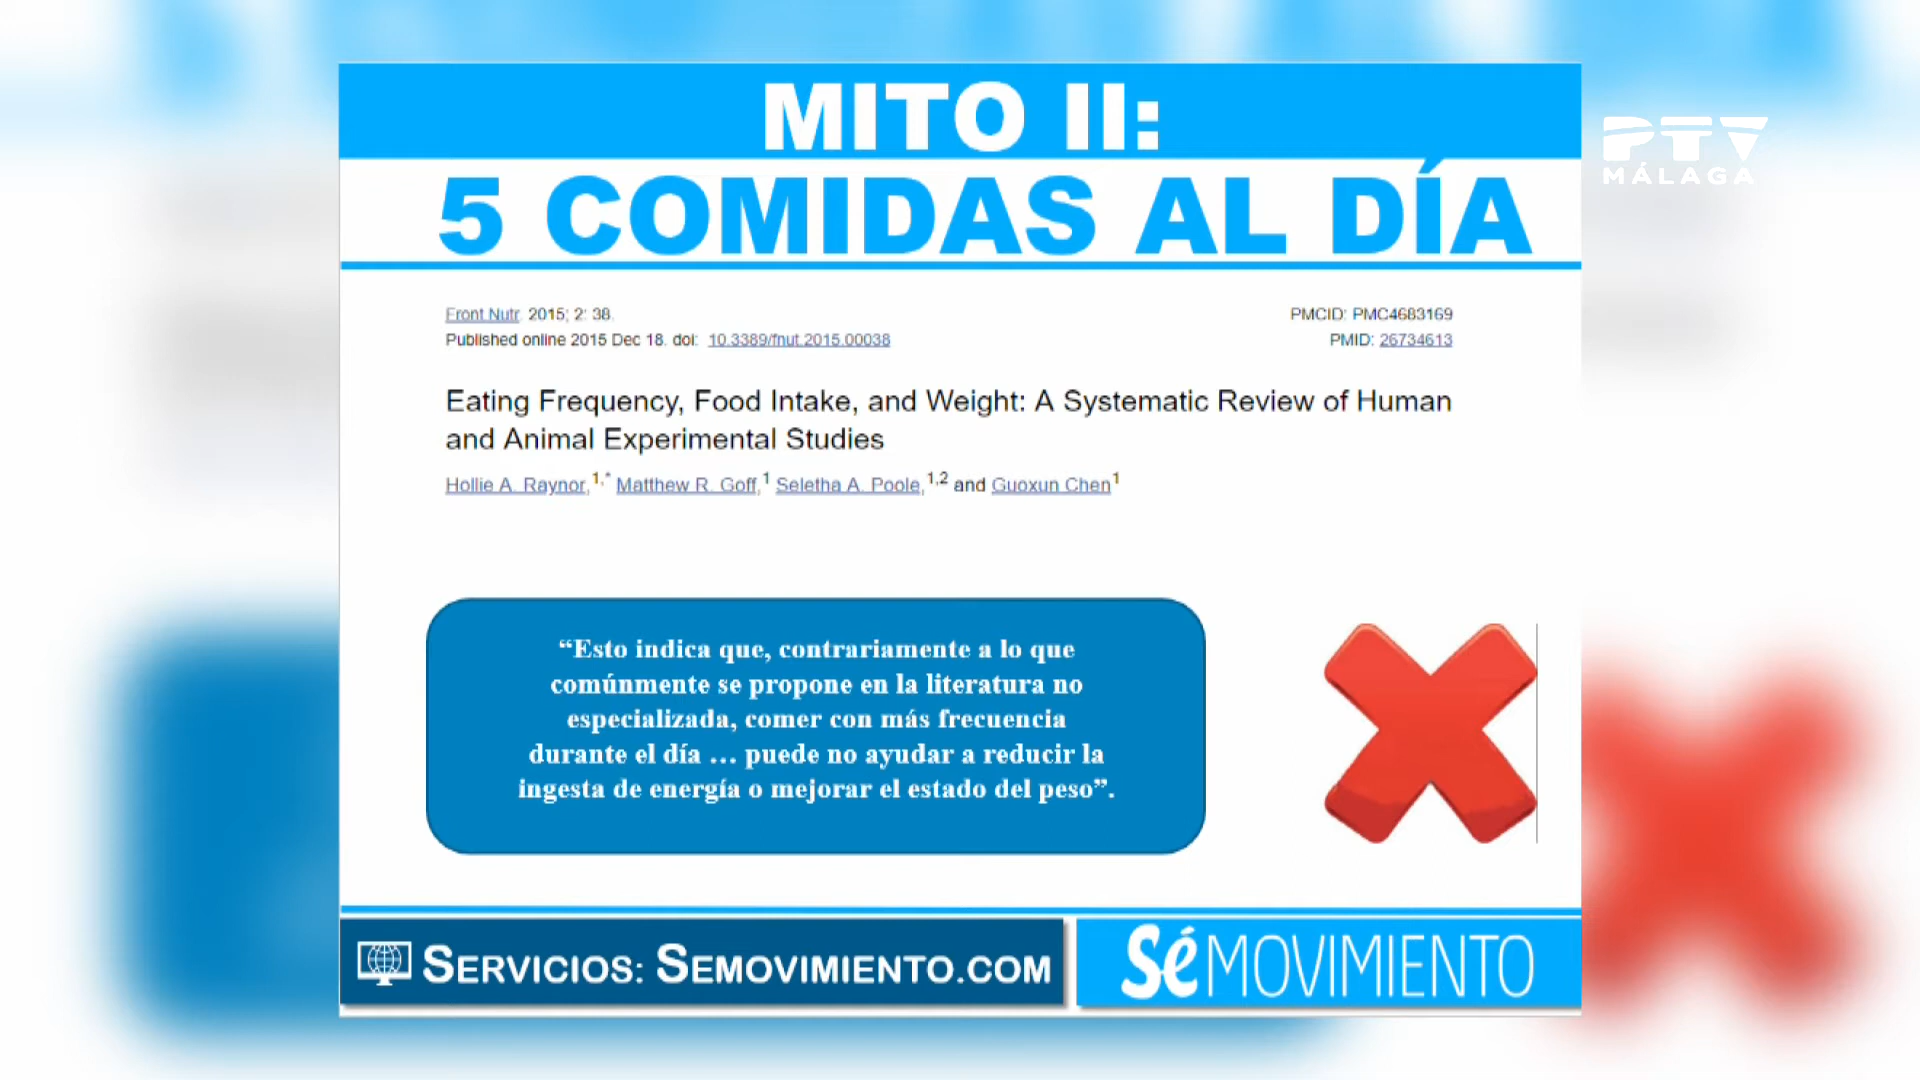 MITO II:
5 COMIDAS AL DÍA
PTV
MÁLAGA
Front Nutr. 2015; 2: 38.
PMCID: PMC4683169
Published online 2015 Dec 18. doi: 10.3389/fnut.2015.00038
PMID: 26734613
Eating Frequency, Food Intake, and Weight: A Systematic Review of Human
and Animal Experimental Studies
Hollie A. Raynor,1,* Matthew R. Goff,1 Seletha A. Poole,1,2 and Guoxun Chen1
“Esto indica que, contrariamente a lo que
comúnmente se propone en la literatura no
especializada, comer con más frecuencia
durante el día ... puede no ayudar a reducir la
ingesta de energía o mejorar el estado del peso”.
SERVICIOS: SEMOVIMIENTO.COM
Sé MOVIMIENTO